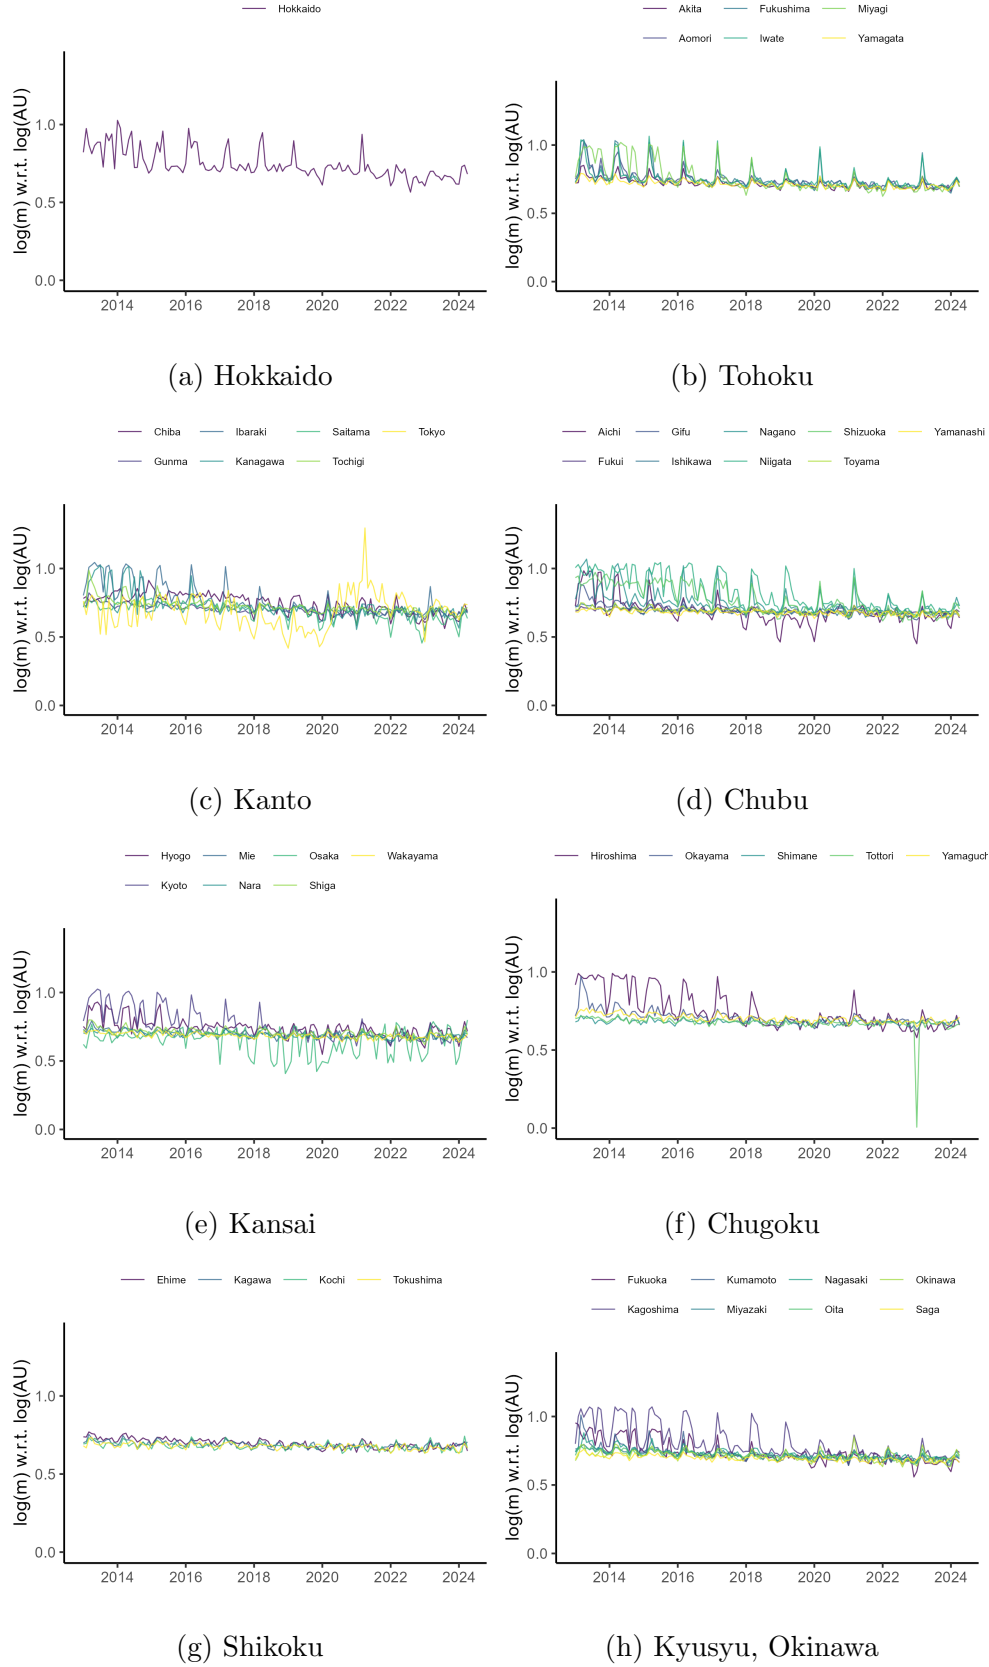 Hokkaido
log(m) w.r.t. log(AU)
1.0
0.5
0.0
2014 2016 2018 2020 2022 2024
(a) Hokkaido
Akita Fukushima Miyagi
Aomori Iwate Yamagata
log(m) w.r.t. log(AU)
1.0
0.5
0.0
2014 2016 2018 2020 2022 2024
(b) Tohoku
Chiba Ibaraki Saitama Tokyo
Gunma Kanagawa Tochigi
log(m) w.r.t. log(AU)
1.0
0.5
0.0
2014 2016 2018 2020 2022 2024
(c) Kanto
Aichi Gifu Nagano Shizuoka Yamanashi
Fukui Ishikawa Niigata Toyama
log(m) w.r.t. log(AU)
1.0
0.5
0.0
2014 2016 2018 2020 2022 2024
(d) Chubu
Hyogo Mie Osaka Wakayama
Kyoto Nara Shiga
log(m) w.r.t. log(AU)
1.0
0.5
0.0
2014 2016 2018 2020 2022 2024
(e) Kansai
Hiroshima Okayama Shimane Tottori Yamaguch
log(m) w.r.t. log(AU)
1.0
0.5
0.0
2014 2016 2018 2020 2022 2024
(f) Chugoku
Ehime Kagawa Kochi Tokushima
log(m) w.r.t. log(AU)
1.0
0.5
0.0
2014 2016 2018 2020 2022 2024
(g) Shikoku
Fukuoka Kumamoto Nagasaki Okinawa
Kagoshima Miyazaki Oita Saga
log(m) w.r.t. log(AU)
1.0
0.5
0.0
2014 2016 2018 2020 2022 2024
(h) Kyusyu, Okinawa